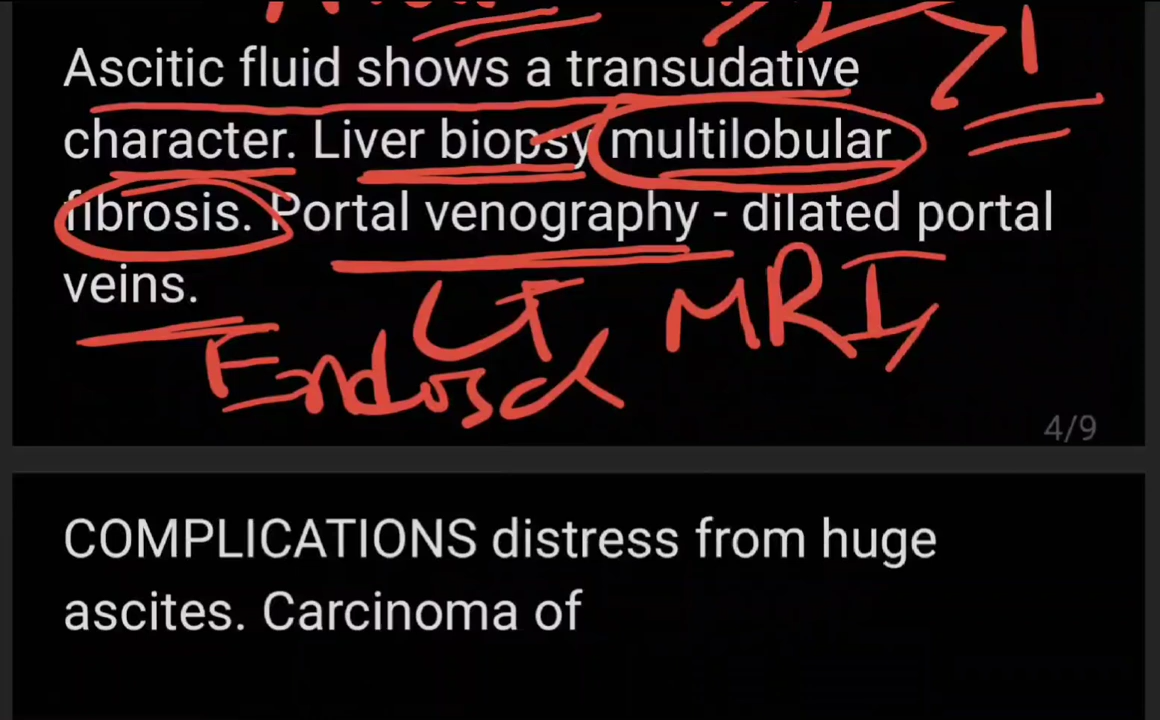 Ascitic fluid shows a transudative
character. Liver biopsy multilobular
fibrosis. Portal venography - dilated portal
veins.
CT MRI
4/9
COMPLICATIONS distress from huge
ascites. Carcinoma of